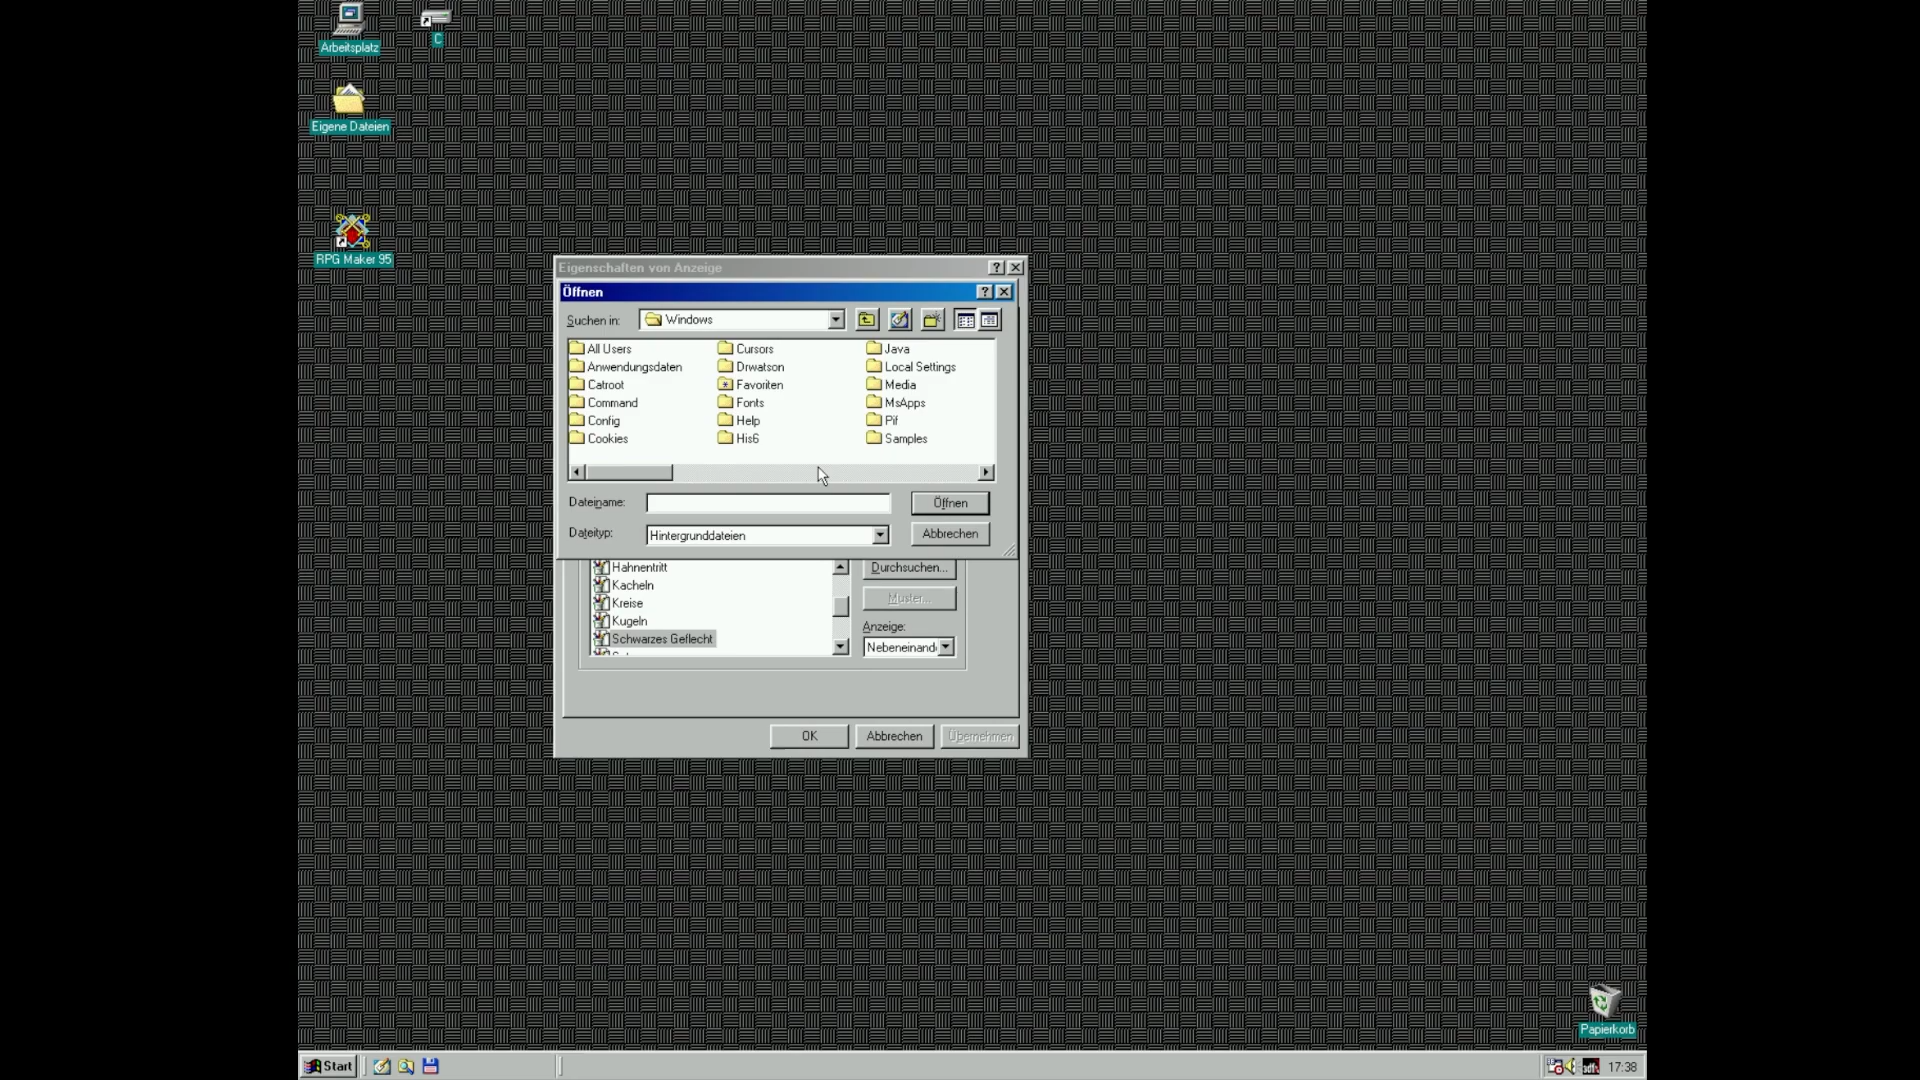 Arbeitsplatz
C
Eigene Dateien
RPG Maker 95
Eigenschaften von Anzeige
Öffnen
Suchen in:
Windows
All Users
Cursors
Java
Anwendungsdaten
Drwatson
Local Settings
Catroot
Favoriten
Media
Command
Fonts
MsApps
Config
Help
Pif
Cookies
His6
Samples
Dateiname:
Öffnen
Dateityp:
Hintergrunddateien
Abbrechen
Hahnentritt
Durchsuchen...
Kacheln
Kreise
Muster...
Kugeln
Anzeige:
Schwarzes Geflecht
Nebeneinand
OK
Abbrechen
Übernehmen
Papierkorb
Start
3dfx
17:38